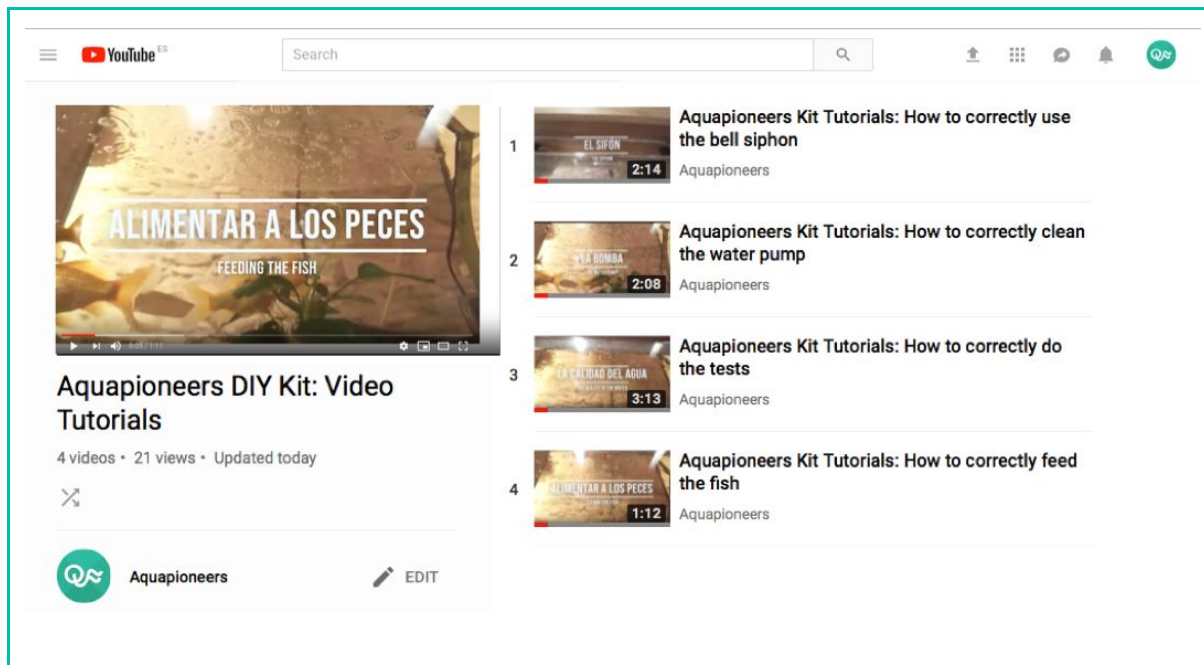 YouTube ES
Search
ALIMENTAR A LOS PECES
FEEDING THE FISH
0:05 / 1:11
Aquapioneers DIY Kit: Video
Tutorials
4 videos • 21 views • Updated today
Aquapioneers
EDIT
1
EL SIFÓN
2:14
Aquapioneers Kit Tutorials: How to correctly use
the bell siphon
Aquapioneers
2
LA BOMBA
2:08
Aquapioneers Kit Tutorials: How to correctly clean
the water pump
Aquapioneers
3
LA CALIDAD DEL AGUA
3:13
Aquapioneers Kit Tutorials: How to correctly do
the tests
Aquapioneers
4
ALIMENTAR A LOS PECES
1:12
Aquapioneers Kit Tutorials: How to correctly feed
the fish
Aquapioneers